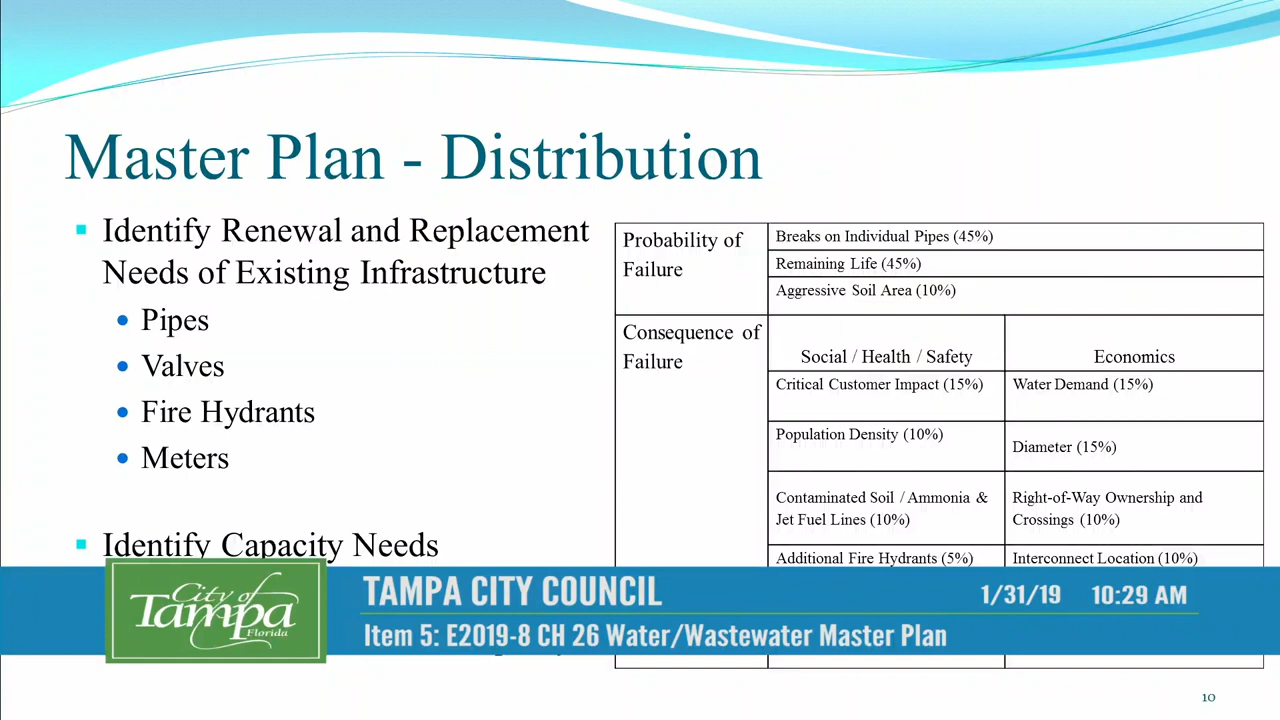 Master Plan - Distribution
Identify Renewal and Replacement
Needs of Existing Infrastructure
Pipes
Valves
Fire Hydrants
Meters
Identify Capacity Needs
Probability of
Failure
Breaks on Individual Pipes (45%)
Remaining Life (45%)
Aggressive Soil Area (10%)
Consequence of
Failure
Social / Health / Safety
Economics
Critical Customer Impact (15%)
Water Demand (15%)
Population Density (10%)
Diameter (15%)
Contaminated Soil / Ammonia &
Jet Fuel Lines (10%)
Right-of-Way Ownership and
Crossings (10%)
Additional Fire Hydrants (5%)
Interconnect Location (10%)
City of
Tampa
Florida
TAMPA CITY COUNCIL
1/31/19 10:29 AM
Item 5: E2019-8 CH 26 Water/Wastewater Master Plan
10